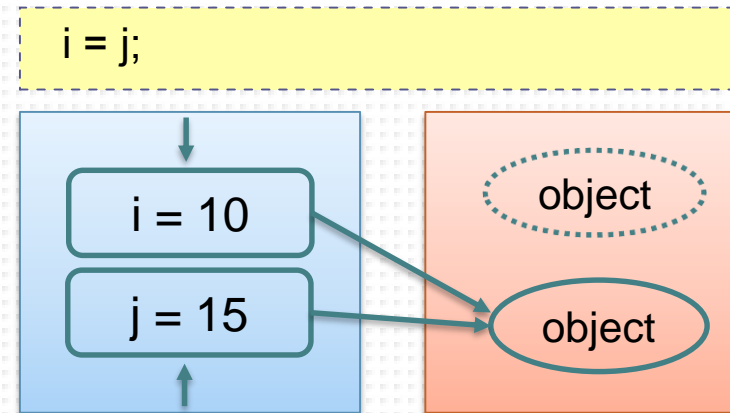 i = j;
i = 10
object
j = 15
object